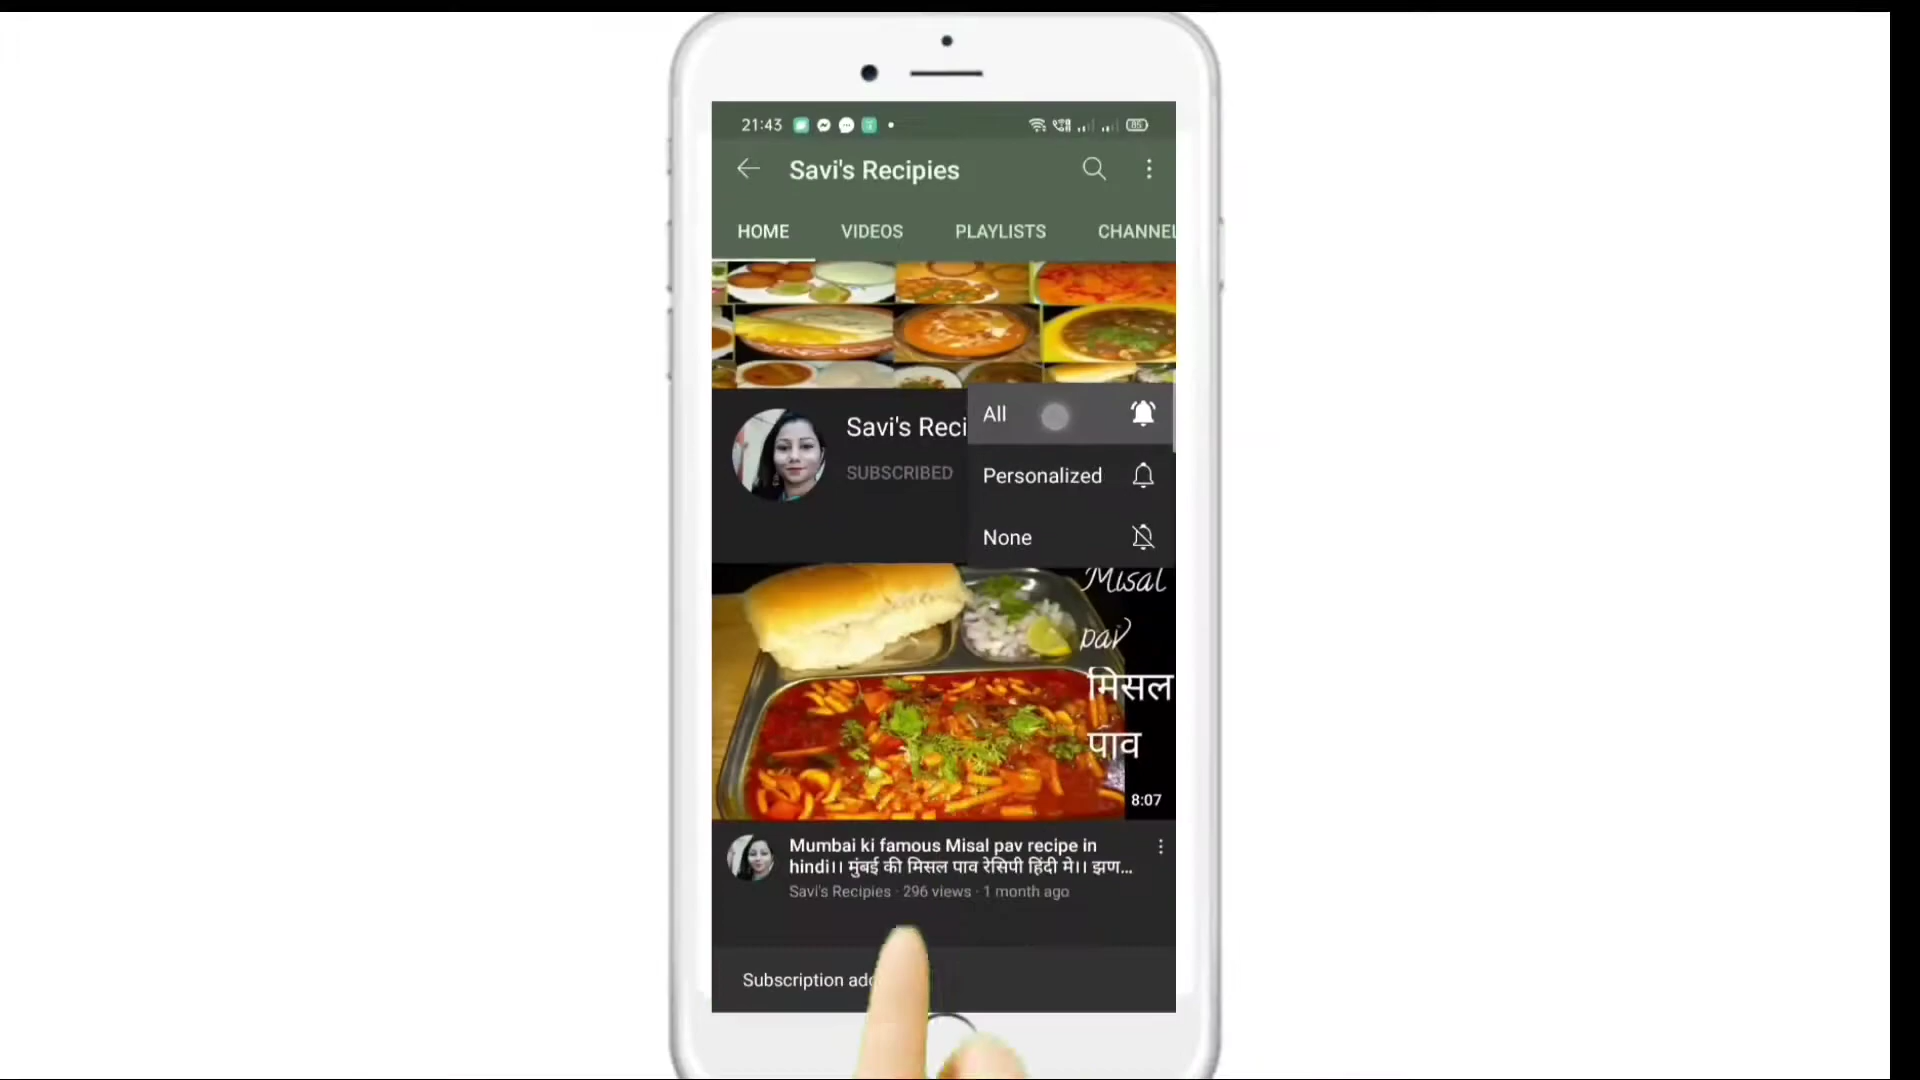 21:43
85
Savi's Recipies
HOME VIDEOS PLAYLISTS CHANNEL
Savi's Reci
SUBSCRIBED
All
Personalized
None
Misal
pav
मिसल
पाव
8:07
Mumbai ki famous Misal pav recipe in
hindi।। मुंबई की मिसल पाव रेसिपी हिंदी मे।। झण...
Savi's Recipies · 296 views · 1 month ago
Subscription add